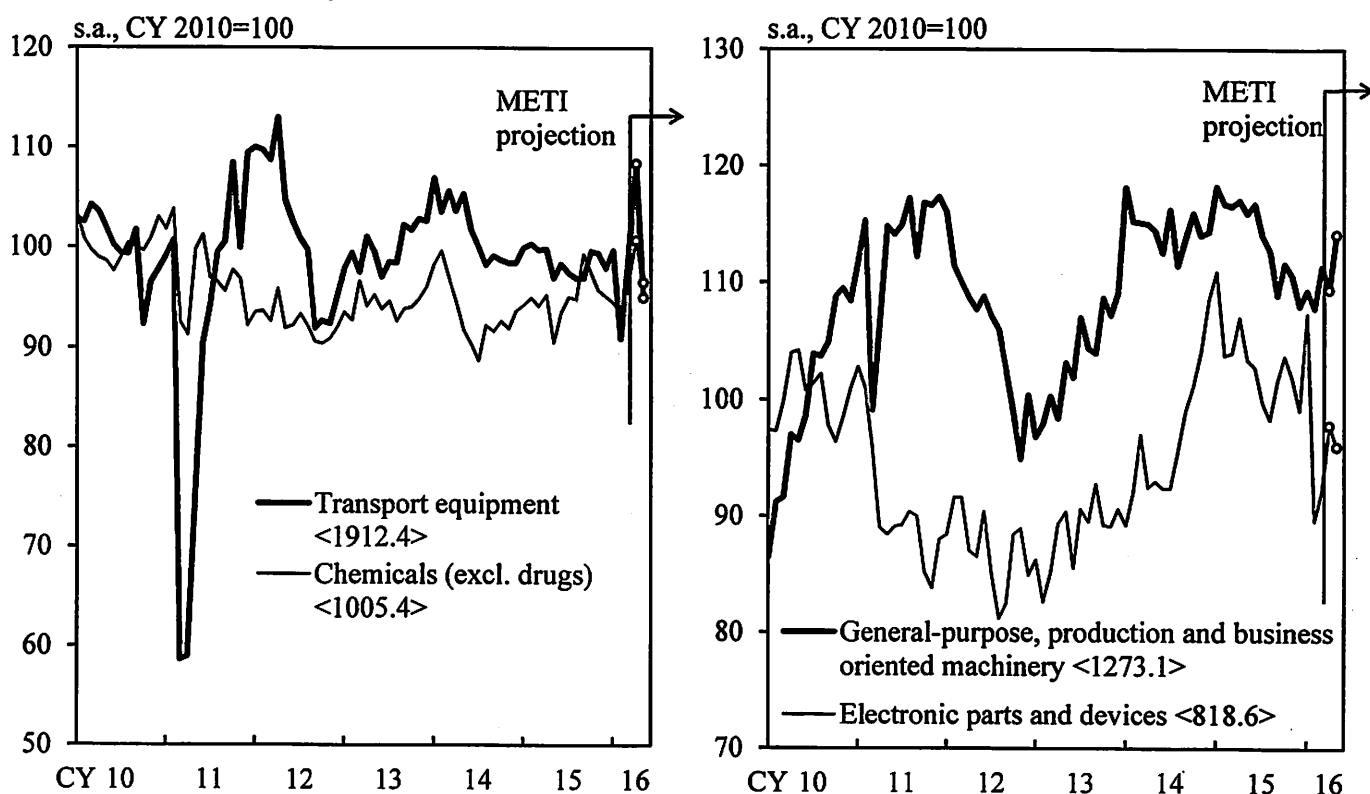 s.a., CY 2010=100
120
110
100
90
80
70
60
50
METI
projection
Transport equipment
<1912.4>
Chemicals (excl. drugs)
<1005.4>
CY 10 11 12 13 14 15 16
s.a., CY 2010=100
130
120
110
100
90
80
70
METI
projection
General-purpose, production and business
oriented machinery <1273.1>
Electronic parts and devices <818.6>
CY 10 11 12 13 14 15 16